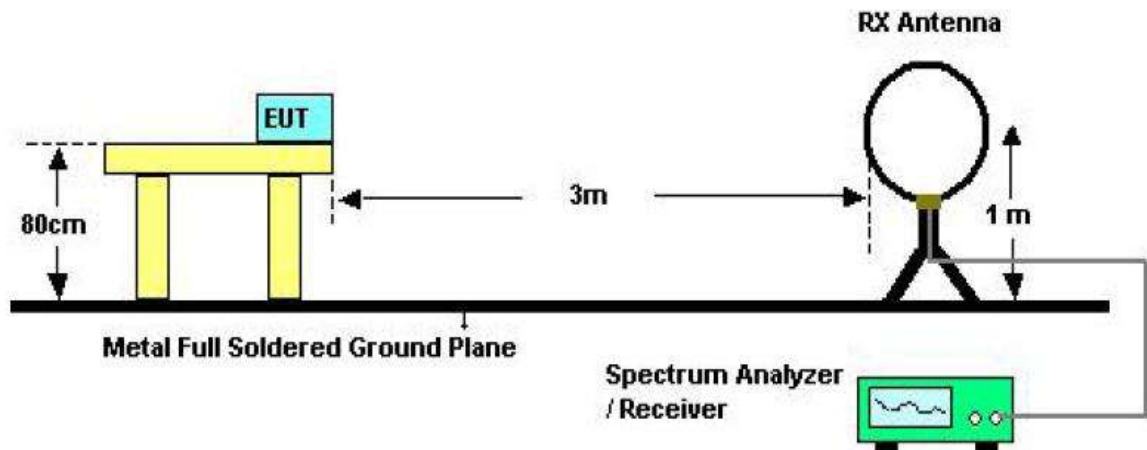 RX Antenna
EUT
80cm
3m
1 m
Metal Full Soldered Ground Plane
Spectrum Analyzer
/ Receiver